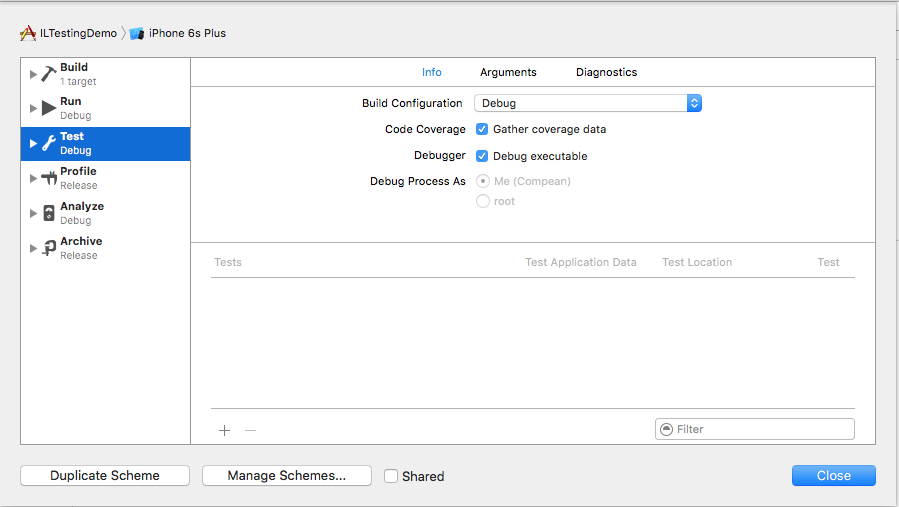 ILTestingDemo iPhone 6s Plus
Build
1 target
Run
Debug
Test
Debug
Profile
Release
Analyze
Debug
Archive
Release
Info Arguments Diagnostics
Build Configuration Debug
Code Coverage Gather coverage data
Debugger Debug executable
Debug Process As Me (Compean)
root
Tests Test Application Data Test Location Test
Filter
Duplicate Scheme Manage Schemes... Shared Close